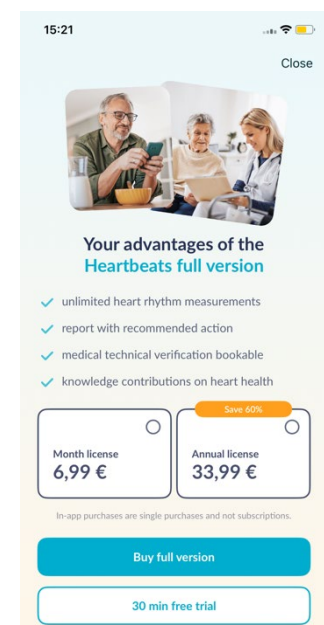 15:21
Close
Your advantages of the
Heartbeats full version
unlimited heart rhythm measurements
report with recommended action
medical technical verification bookable
knowledge contributions on heart health
Save 60%
Month license
6,99 €
Annual license
33,99 €
In-app purchases are single purchases and not subscriptions.
Buy full version
30 min free trial